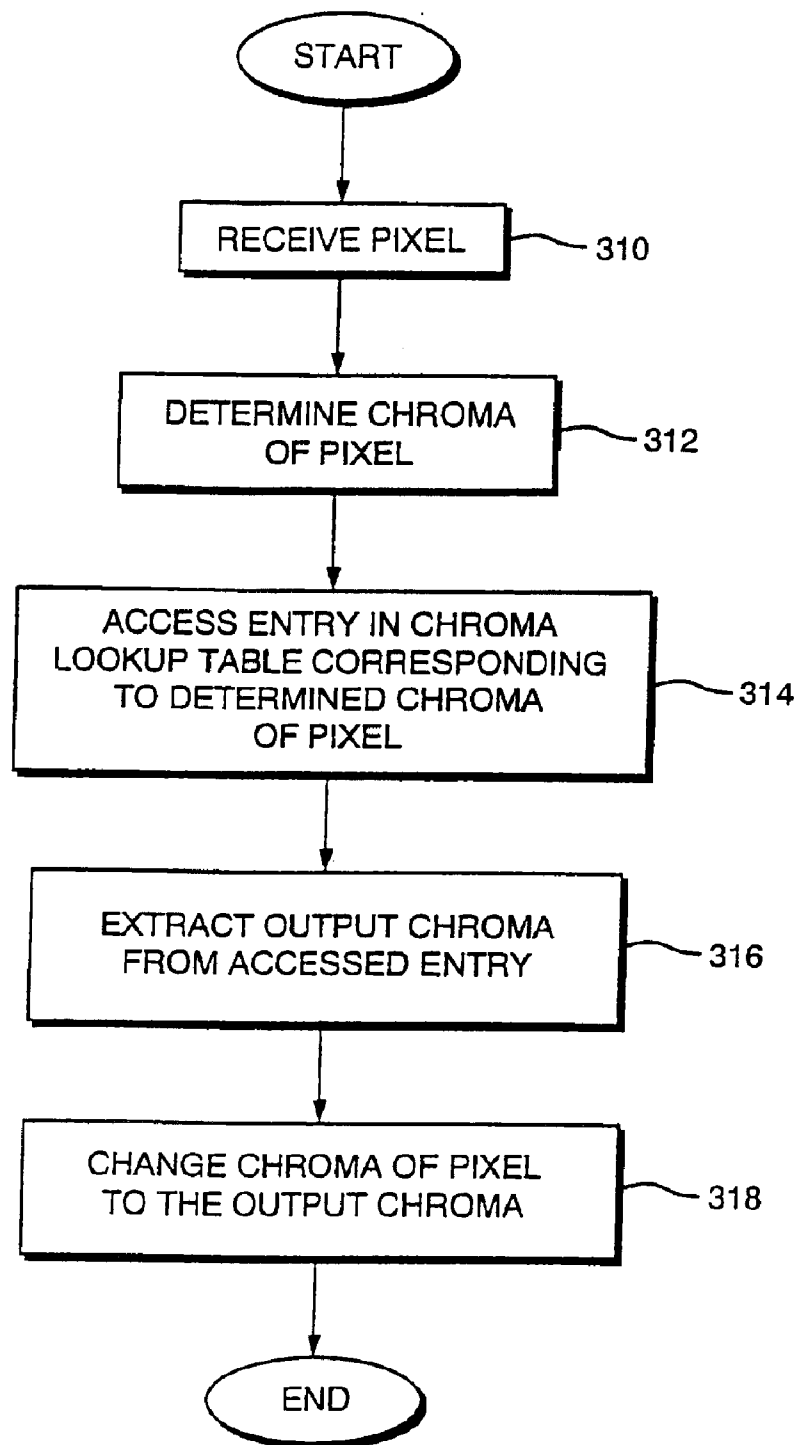 START
RECEIVE PIXEL
310
DETERMINE CHROMA
OF PIXEL
312
ACCESS ENTRY IN CHROMA
LOOKUP TABLE CORRESPONDING
TO DETERMINED CHROMA
OF PIXEL
314
EXTRACT OUTPUT CHROMA
FROM ACCESSED ENTRY
316
CHANGE CHROMA OF PIXEL
TO THE OUTPUT CHROMA
318
END